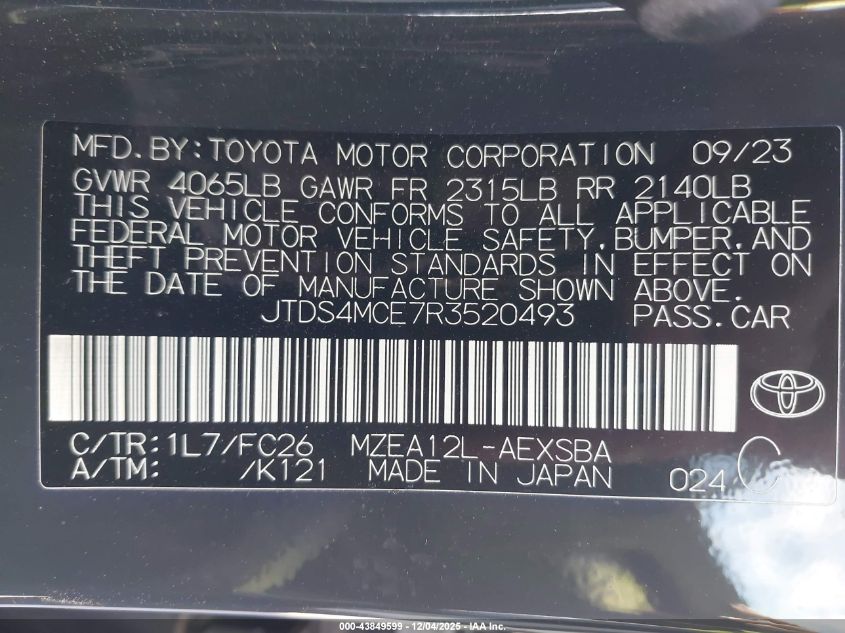 MFD.BY:TOYOTA MOTOR CORPORATION 09/23
GVWR 4065LB GAWR FR 2315LB RR 2140LB
THIS VEHICLE CONFORMS TO ALL APPLICABLE
FEDERAL MOTOR VEHICLE SAFETY,BUMPER,AND
THEFT PREVENTION STANDARDS IN EFFECT ON
THE DATE OF MANUFACTURE SHOWN ABOVE.
JTDS4MCE7R3520493 PASS.CAR
C/TR:1L7/FC26 MZEA12L-AEXSBA
A/TM: /K121 MADE IN JAPAN 024 C
000-43849599 - 12/04/2025 - IAA Inc.